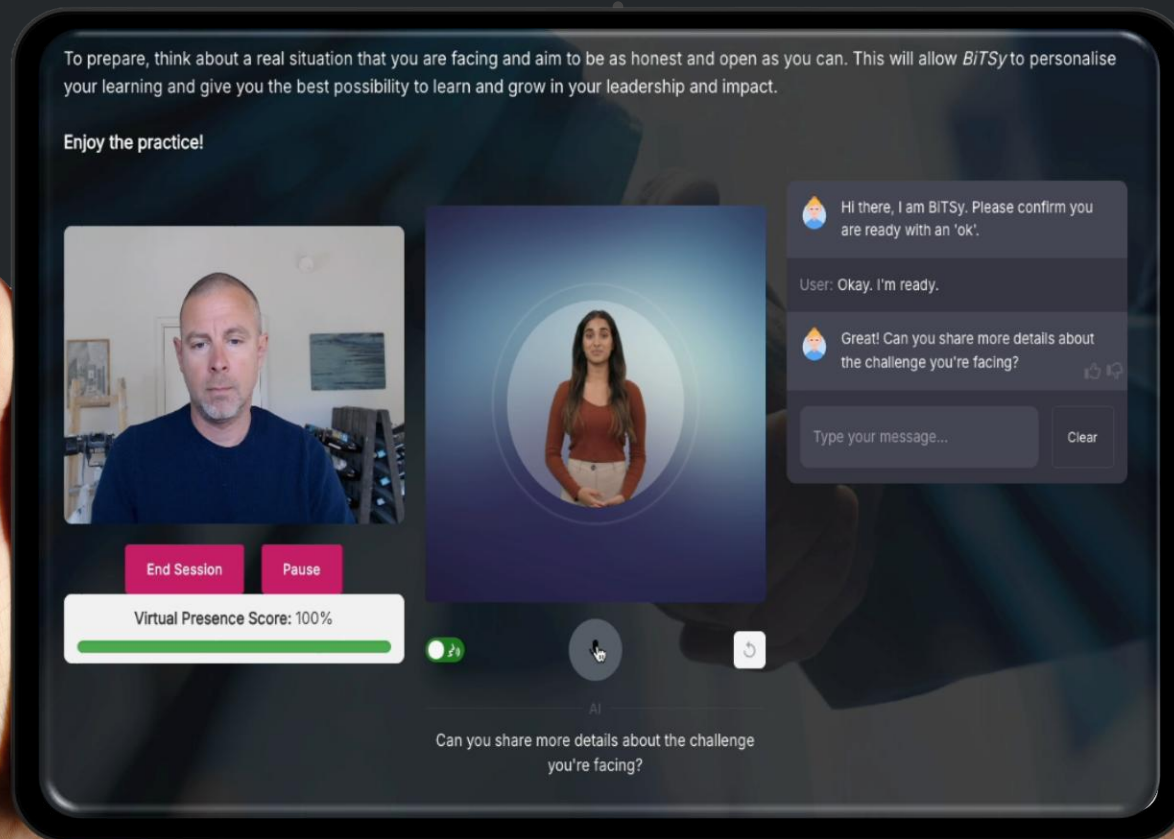 To prepare, think about a real situation that you are facing and aim to be as honest and open as you can. This will allow BiTSy to personalise
your learning and give you the best possibility to learn and grow in your leadership and impact.
Enjoy the practice!
Hi there, I am BiTSy. Please confirm you
are ready with an 'ok'.
User: Okay. I'm ready.
Great! Can you share more details about
the challenge you're facing?
Type your message...
Clear
End Session
Pause
Virtual Presence Score: 100%
AI
Can you share more details about the challenge
you're facing?